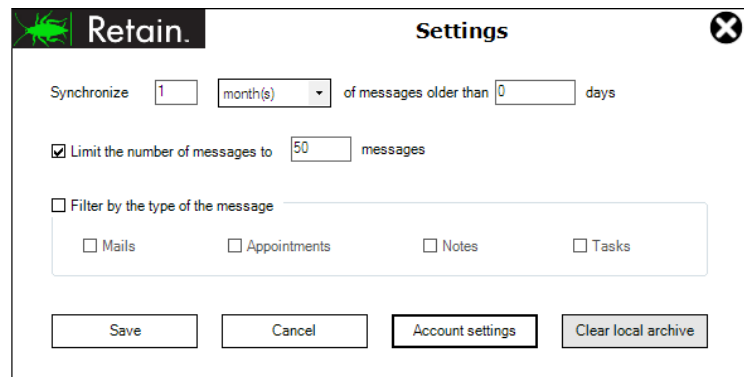 Retain™ Settings
Synchronize 1 month(s) of messages older than 0 days
Limit the number of messages to 50 messages
Filter by the type of the message
Mails Appointments Notes Tasks
Save Cancel Account settings Clear local archive